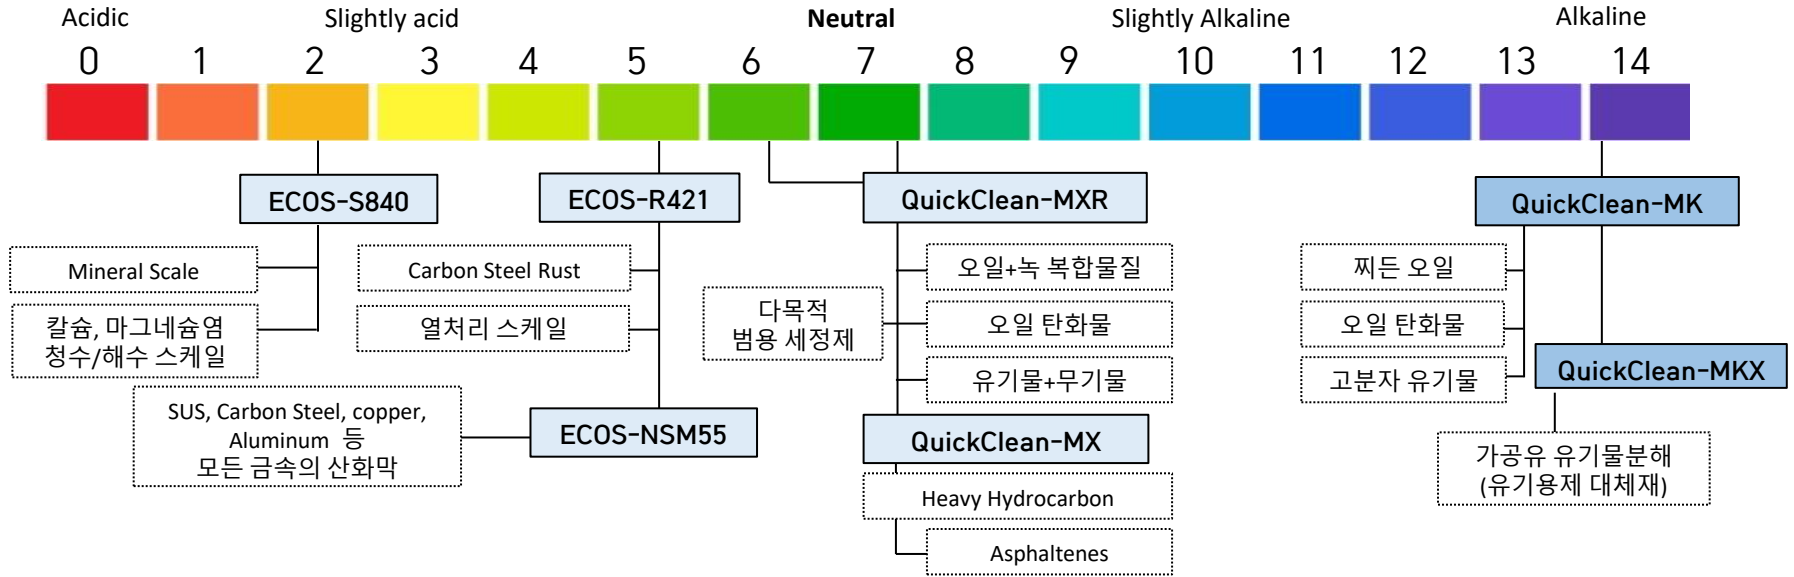 Acidic Slightly acid Neutral Slightly Alkaline Alkaline
0 1 2 3 4 5 6 7 8 9 10 11 12 13 14
ECOS-S840
Mineral Scale
칼슘, 마그네슘염
청수/해수 스케일
ECOS-R421
Carbon Steel Rust
열처리 스케일
SUS, Carbon Steel, copper,
Aluminum 등
모든 금속의 산화막
ECOS-NSM55
QuickClean-MXR
다목적
범용 세정제
오일+녹 복합물질
오일 탄화물
유기물+무기물
QuickClean-MX
Heavy Hydrocarbon
Asphaltenes
QuickClean-MK
찌든 오일
오일 탄화물
고분자 유기물
QuickClean-MKX
가공유 유기물분해
(유기용제 대체재)